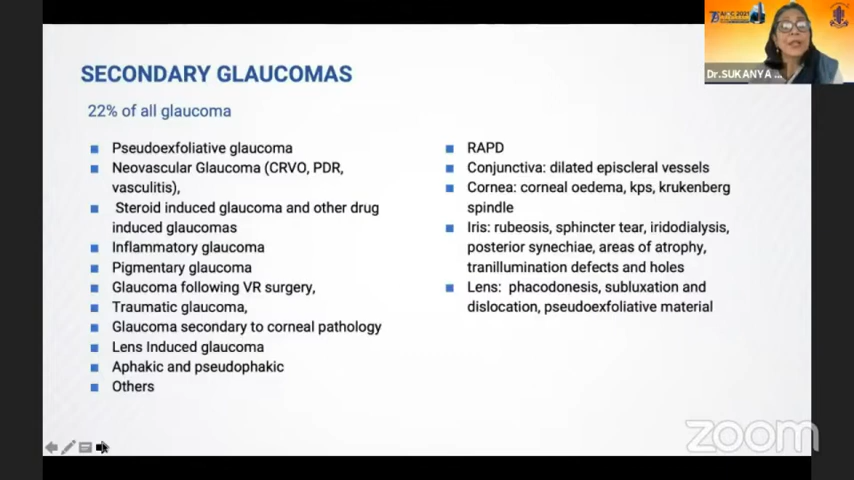 SECONDARY GLAUCOMAS
22% of all glaucoma
Pseudoexfoliative glaucoma
Neovascular Glaucoma (CRVO, PDR,
vasculitis),
Steroid induced glaucoma and other drug
induced glaucomas
Inflammatory glaucoma
Pigmentary glaucoma
Glaucoma following VR surgery,
Traumatic glaucoma,
Glaucoma secondary to corneal pathology
Lens Induced glaucoma
Aphakic and pseudophakic
Others
RAPD
Conjunctiva: dilated episcleral vessels
Cornea: corneal oedema, kps, krukenberg
spindle
Iris: rubeosis, sphincter tear, iridodialysis,
posterior synechiae, areas of atrophy,
tranillumination defects and holes
Lens: phacodonesis, subluxation and
dislocation, pseudoexfoliative material
Dr.SUKANYA ...
zoom